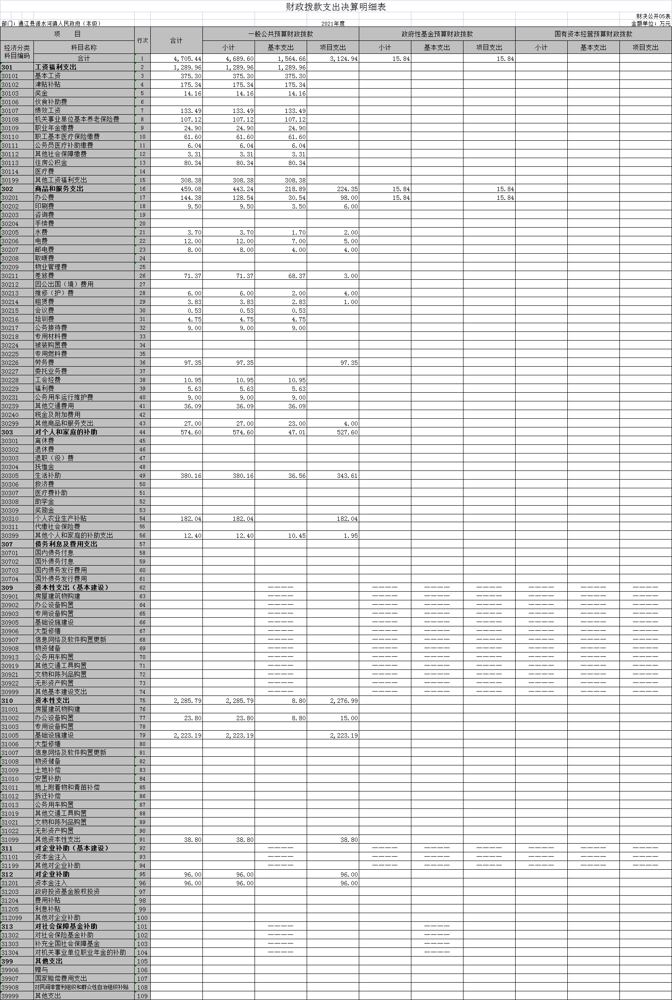 财政拨款支出决算明细表
财决公开05表
部门：通江县诺水河镇人民政府（本级） 2021年度 金额单位：万元
项 目 行次 合计 一般公共预算财政拨款 政府性基金预算财政拨款 国有资本经营预算财政拨款
经济分类科目编码 科目名称 小计 基本支出 项目支出 小计 基本支出 项目支出 小计 基本支出 项目支出
合计 1 4,705.44 4,689.60 1,564.66 3,124.94 15.84 15.84
301 工资福利支出 2 1,289.96 1,289.96 1,289.96
30101 基本工资 3 375.30 375.30 375.30
30102 津贴补贴 4 175.34 175.34 175.34
30103 奖金 5 14.16 14.16 14.16
30106 伙食补助费 6
30107 绩效工资 7 133.49 133.49 133.49
30108 机关事业单位基本养老保险费 8 107.12 107.12 107.12
30109 职业年金缴费 9 24.90 24.90 24.90
30110 职工基本医疗保险缴费 10 61.60 61.60 61.60
30111 公务员医疗补助缴费 11 6.04 6.04 6.04
30112 其他社会保障缴费 12 3.31 3.31 3.31
30113 住房公积金 13 80.34 80.34 80.34
30114 医疗费 14
30199 其他工资福利支出 15 308.38 308.38 308.38
302 商品和服务支出 16 459.08 443.24 218.89 224.35 15.84 15.84
30201 办公费 17 144.38 128.54 30.54 98.00 15.84 15.84
30202 印刷费 18 9.50 9.50 3.50 6.00
30203 咨询费 19
30204 手续费 20
30205 水费 21 3.70 3.70 1.70 2.00
30206 电费 22 12.00 12.00 7.00 5.00
30207 邮电费 23 8.00 8.00 4.00 4.00
30208 取暖费 24
30209 物业管理费 25
30211 差旅费 26 71.37 71.37 68.37 3.00
30212 因公出国（境）费用 27
30213 维修（护）费 28 6.00 6.00 2.00 4.00
30214 租赁费 29 3.83 3.83 2.83 1.00
30215 会议费 30 0.53 0.53 0.53
30216 培训费 31 4.75 4.75 4.75
30217 公务接待费 32 9.00 9.00 9.00
30218 专用材料费 33
30224 被装购置费 34
30225 专用燃料费 35
30226 劳务费 36 97.35 97.35 97.35
30227 委托业务费 37
30228 工会经费 38 10.95 10.95 10.95
30229 福利费 39 5.63 5.63 5.63
30231 公务用车运行维护费 40 9.00 9.00 9.00
30239 其他交通费用 41 36.09 36.09 36.09
30240 税金及附加费用 42
30299 其他商品和服务支出 43 27.00 27.00 23.00 4.00
303 对个人和家庭的补助 44 574.60 574.60 47.01 527.60
30301 离休费 45
30302 退休费 46
30303 退职（役）费 47
30304 抚恤金 48
30305 生活补助 49 380.16 380.16 36.56 343.61
30306 救济费 50
30307 医疗费补助 51
30308 助学金 52
30309 奖励金 53
30310 个人农业生产补贴 54 182.04 182.04 182.04
30311 代缴社会保险费 55
30399 其他个人和家庭的补助支出 56 12.40 12.40 10.45 1.95
307 债务利息及费用支出 57
30701 国内债务付息 58
30702 国外债务付息 59
30703 国内债务发行费用 60
30704 国外债务发行费用 61
309 资本性支出（基本建设） 62 ———— ———— ———— ———— ———— ———— ————
30901 房屋建筑物购建 63 ———— ———— ———— ———— ———— ———— ————
30902 办公设备购置 64 ———— ———— ———— ———— ———— ———— ————
30903 专用设备购置 65 ———— ———— ———— ———— ———— ———— ————
30905 基础设施建设 66 ———— ———— ———— ———— ———— ———— ————
30906 大型修缮 67 ———— ———— ———— ———— ———— ———— ————
30907 信息网络及软件购置更新 68 ———— ———— ———— ———— ———— ———— ————
30908 物资储备 69 ———— ———— ———— ———— ———— ———— ————
30913 公务用车购置 70 ———— ———— ———— ———— ———— ———— ————
30919 其他交通工具购置 71 ———— ———— ———— ———— ———— ———— ————
30921 文物和陈列品购置 72 ———— ———— ———— ———— ———— ———— ————
30922 无形资产购置 73 ———— ———— ———— ———— ———— ———— ————
30999 其他基本建设支出 74 ———— ———— ———— ———— ———— ———— ————
310 资本性支出 75 2,285.79 2,285.79 8.80 2,276.99
31001 房屋建筑物购建 76
31002 办公设备购置 77 23.80 23.80 8.80 15.00
31003 专用设备购置 78
31005 基础设施建设 79 2,223.19 2,223.19 2,223.19
31006 大型修缮 80
31007 信息网络及软件购置更新 81
31008 物资储备 82
31009 土地补偿 83
31010 安置补助 84
31011 地上附着物和青苗补偿 85
31012 拆迁补偿 86
31013 公务用车购置 87
31019 其他交通工具购置 88
31021 文物和陈列品购置 89
31022 无形资产购置 90
31099 其他资本性支出 91 38.80 38.80 38.80
311 对企业补助（基本建设） 92 ———— ———— ———— ———— ———— ———— ————
31101 资本金注入 93 ———— ———— ———— ———— ———— ———— ————
31199 其他对企业补助 94 ———— ———— ———— ———— ———— ———— ————
312 对企业补助 95 96.00 96.00 96.00
31201 资本金注入 96 96.00 96.00 96.00
31203 政府投资基金股权投资 97
31204 费用补贴 98
31205 利息补贴 99
312099 其他对企业补助 100
313 对社会保障基金补助 101 ———— ————
31302 对社会保险基金补助 102 ———— ————
31303 补充全国社会保障基金 103 ———— ————
31304 对机关事业单位职业年金的补助 104 ———— ————
399 其他支出 105
39906 赠与 106
39907 国家赔偿费用支出 107
39908 对民间非营利组织和群众性自治组织补贴 108
39999 其他支出 109